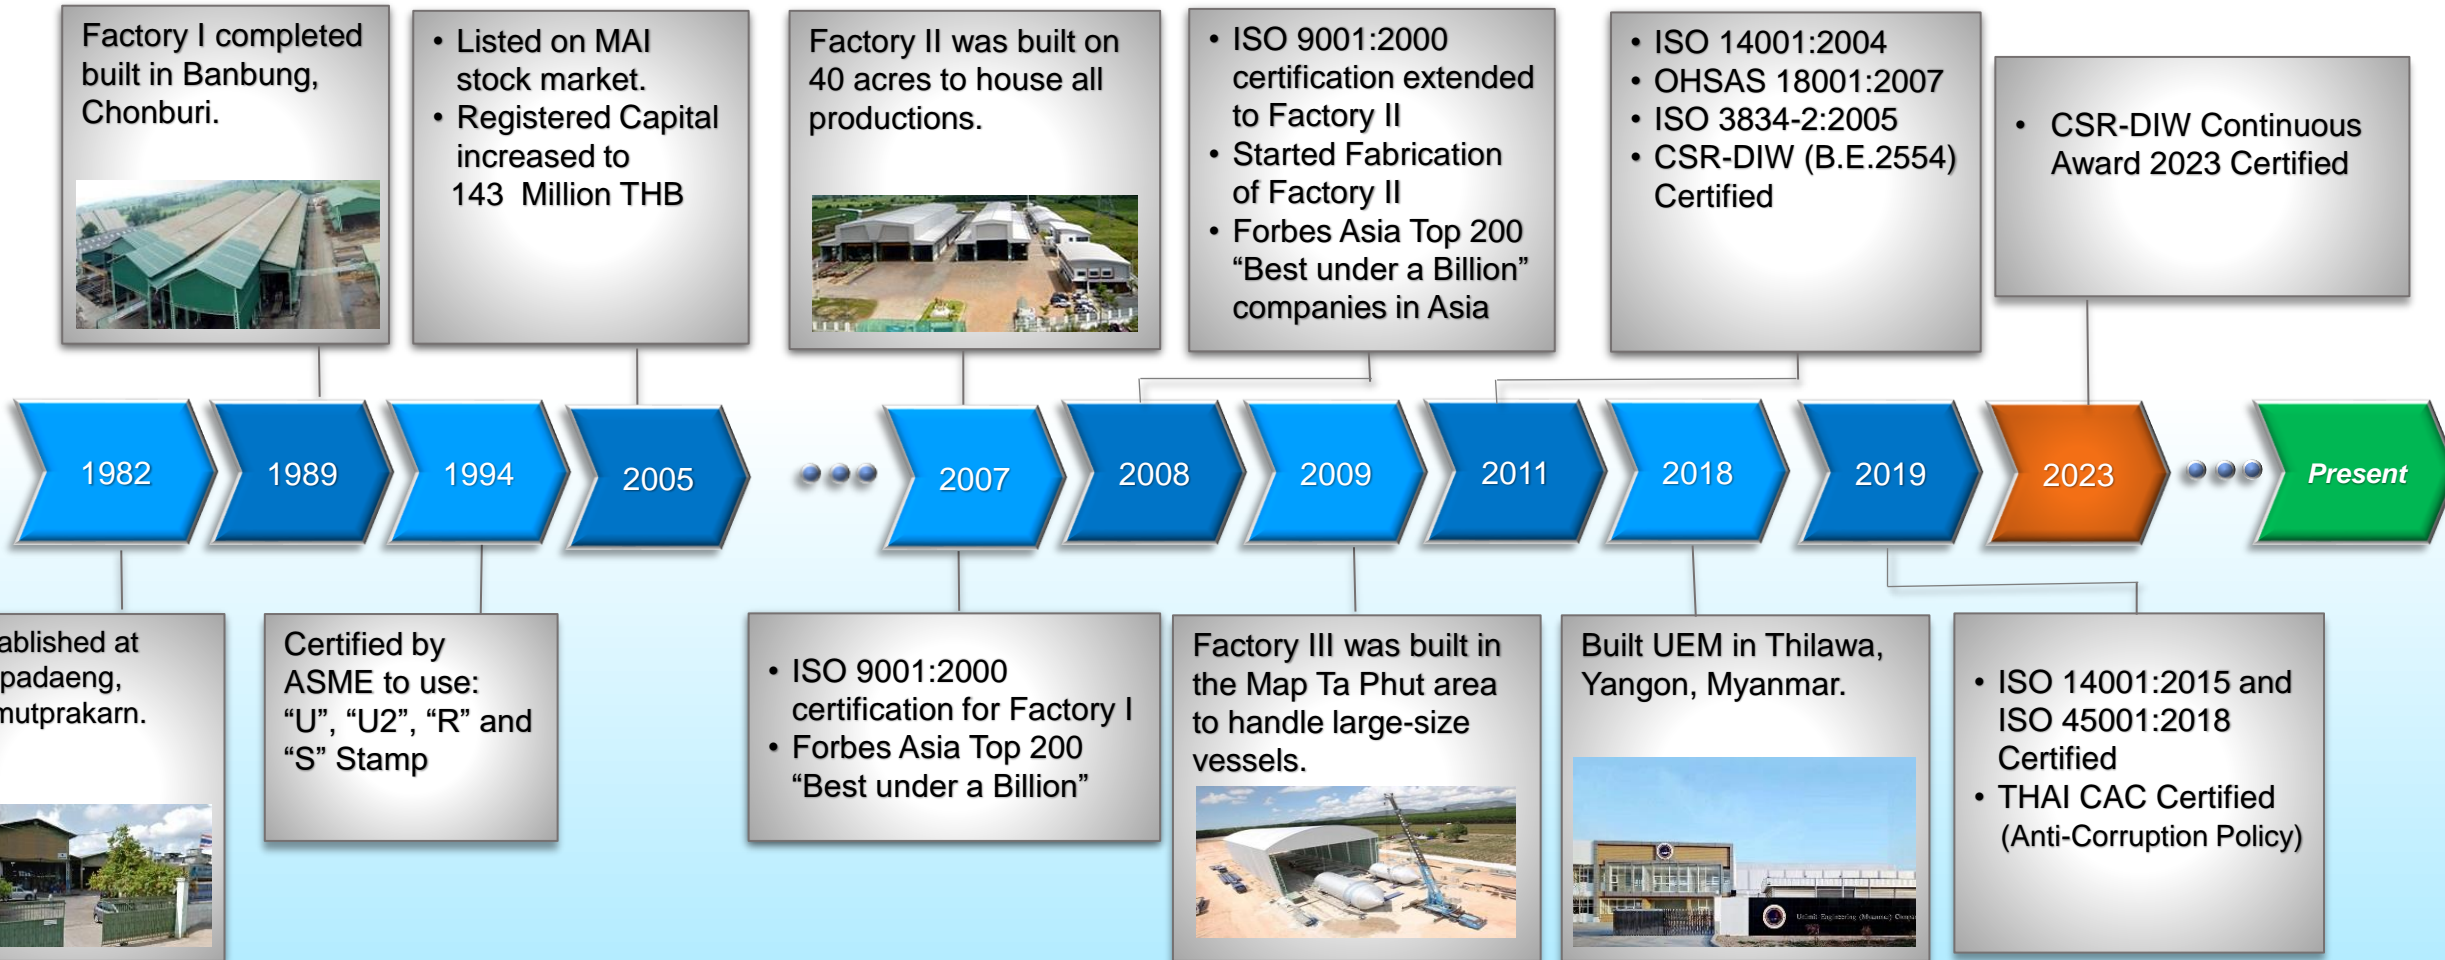 Factory I completed
built in Banbung,
Chonburi.
• Listed on MAI
stock market.
• Registered Capital
increased to
143 Million THB
Factory II was built on
40 acres to house all
productions.
• ISO 9001:2000
certification extended
to Factory II
• Started Fabrication
of Factory II
• Forbes Asia Top 200
“Best under a Billion”
companies in Asia
• ISO 14001:2004
• OHSAS 18001:2007
• ISO 3834-2:2005
• CSR-DIW (B.E.2554)
Certified
• CSR-DIW Continuous
Award 2023 Certified
1982
1989
1994
2005
2007
2008
2009
2011
2018
2019
2023
Present
ablished at
padaeng,
mutprakarn.
Certified by
ASME to use:
“U”, “U2”, “R” and
“S” Stamp
• ISO 9001:2000
certification for Factory I
• Forbes Asia Top 200
“Best under a Billion”
Factory III was built in
the Map Ta Phut area
to handle large-size
vessels.
Built UEM in Thilawa,
Yangon, Myanmar.
Engineering (Myanmar)
• ISO 14001:2015 and
ISO 45001:2018
Certified
• THAI CAC Certified
(Anti-Corruption Policy)